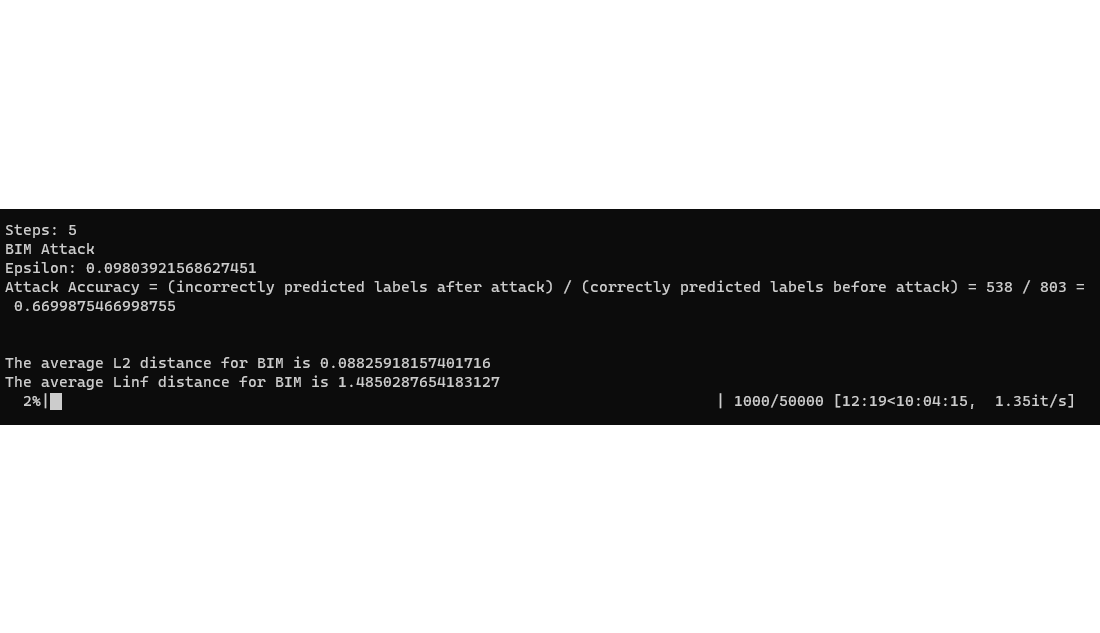 Steps: 5
BIM Attack
Epsilon: 0.09803921568627451
Attack Accuracy = (incorrectly predicted labels after attack) / (correctly predicted labels before attack) = 538 / 803 =
0.6699875466998755
The average L2 distance for BIM is 0.08825918157401716
The average Linf distance for BIM is 1.4850287654183127
2%| | 1000/50000 [12:19<10:04:15, 1.35it/s]